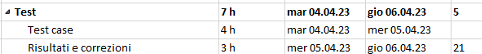 Test 7 h mar 04.04.23 gio 06.04.23 5
Test case 4 h mar 04.04.23 mer 05.04.23
Risultati e correzioni 3 h mer 05.04.23 gio 06.04.23 21